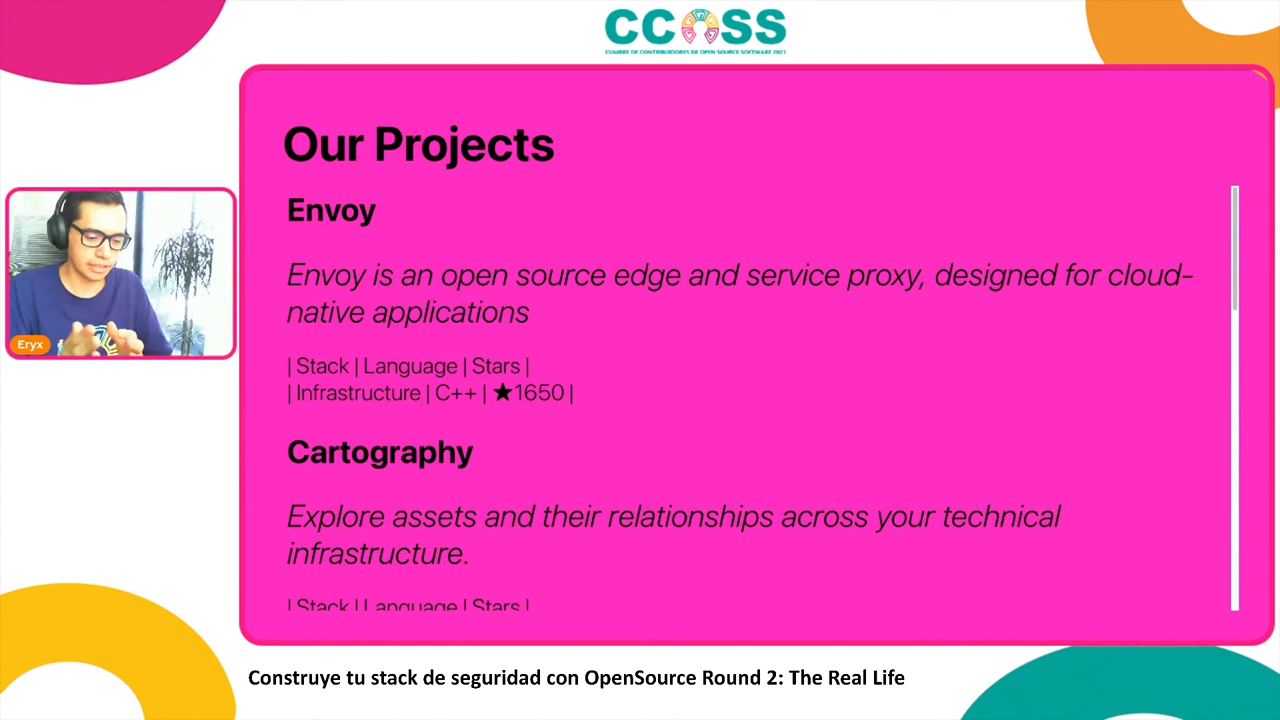 CCOSS
CUMBRE DE CONTRIBUIDORES DE OPEN SOURCE SOFTWARE 2021
Our Projects
Envoy
Envoy is an open source edge and service proxy, designed for cloud-
native applications
| Stack | Language | Stars |
| Infrastructure | C++ | ★1650 |
Cartography
Explore assets and their relationships across your technical
infrastructure.
| Stack | Language | Stars |
Eryx
Construye tu stack de seguridad con OpenSource Round 2: The Real Life